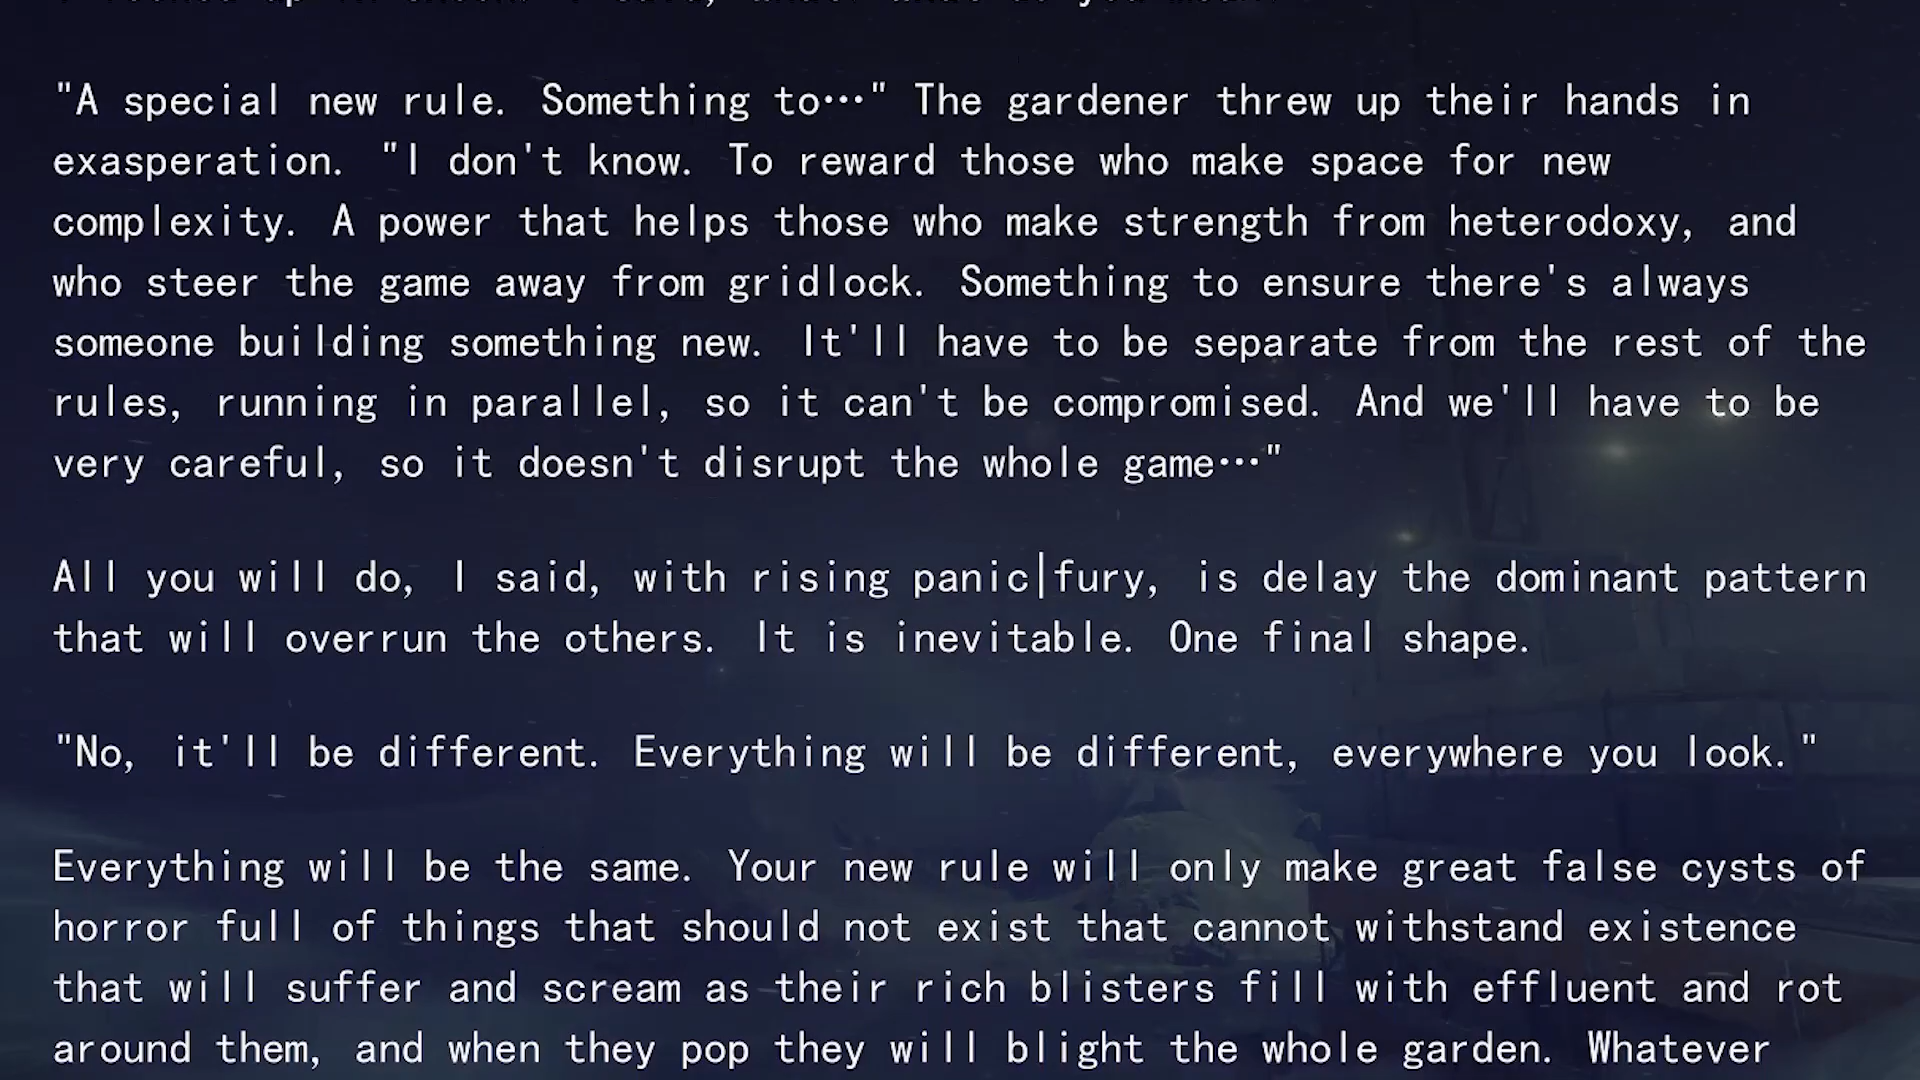 "A special new rule. Something to…" The gardener threw up their hands in
exasperation. "I don't know. To reward those who make space for new
complexity. A power that helps those who make strength from heterodoxy, and
who steer the game away from gridlock. Something to ensure there's always
someone building something new. It'll have to be separate from the rest of the
rules, running in parallel, so it can't be compromised. And we'll have to be
very careful, so it doesn't disrupt the whole game…"
All you will do, I said, with rising panic|fury, is delay the dominant pattern
that will overrun the others. It is inevitable. One final shape.
"No, it'll be different. Everything will be different, everywhere you look."
Everything will be the same. Your new rule will only make great false cysts of
horror full of things that should not exist that cannot withstand existence
that will suffer and scream as their rich blisters fill with effluent and rot
around them, and when they pop they will blight the whole garden. Whatever